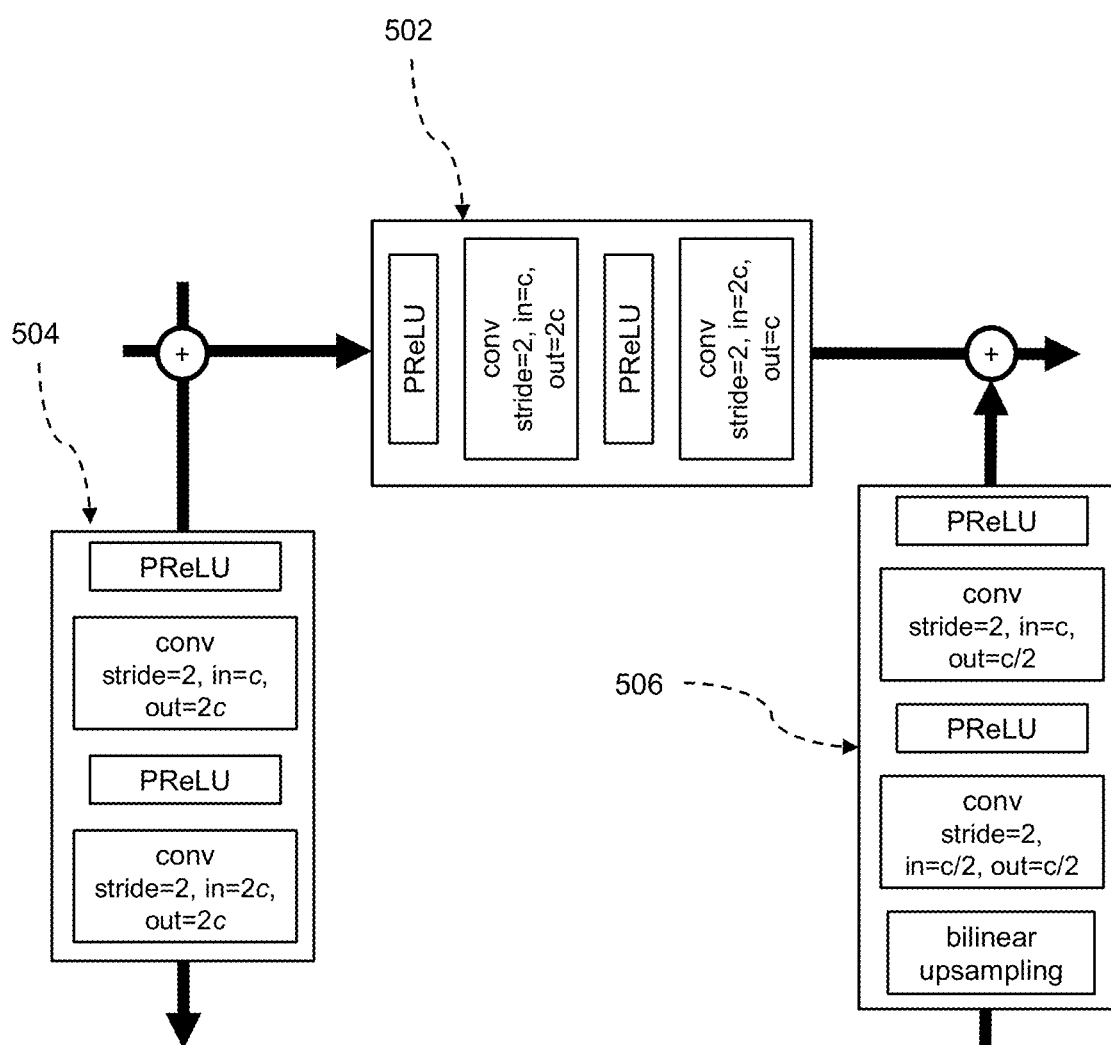 502
504
+
PReLU
conv
stride=2, in=c,
out=2c
PReLU
conv
stride=2, in=2c,
out=c
+
PReLU
conv
stride=2, in=c,
out=2c
PReLU
conv
stride=2, in=2c,
out=2c
506
PReLU
conv
stride=2, in=c,
out=c/2
PReLU
conv
stride=2,
in=c/2, out=c/2
bilinear
upsampling